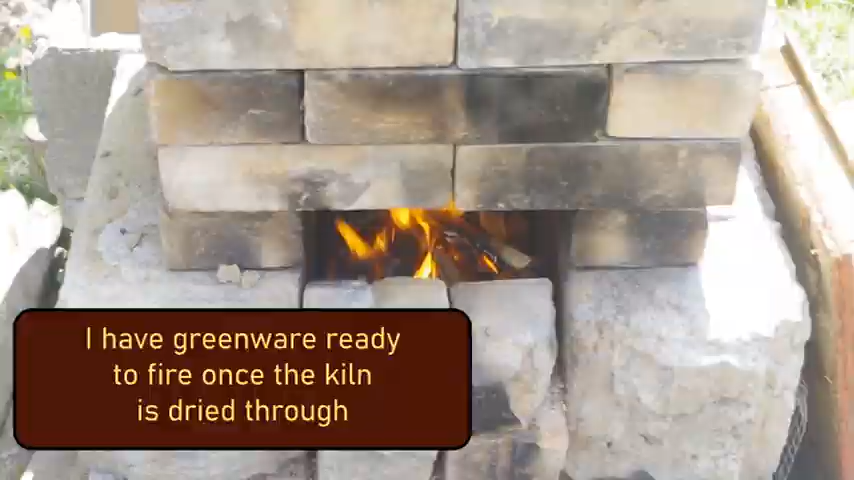 I have greenware ready
to fire once the kiln
is dried through